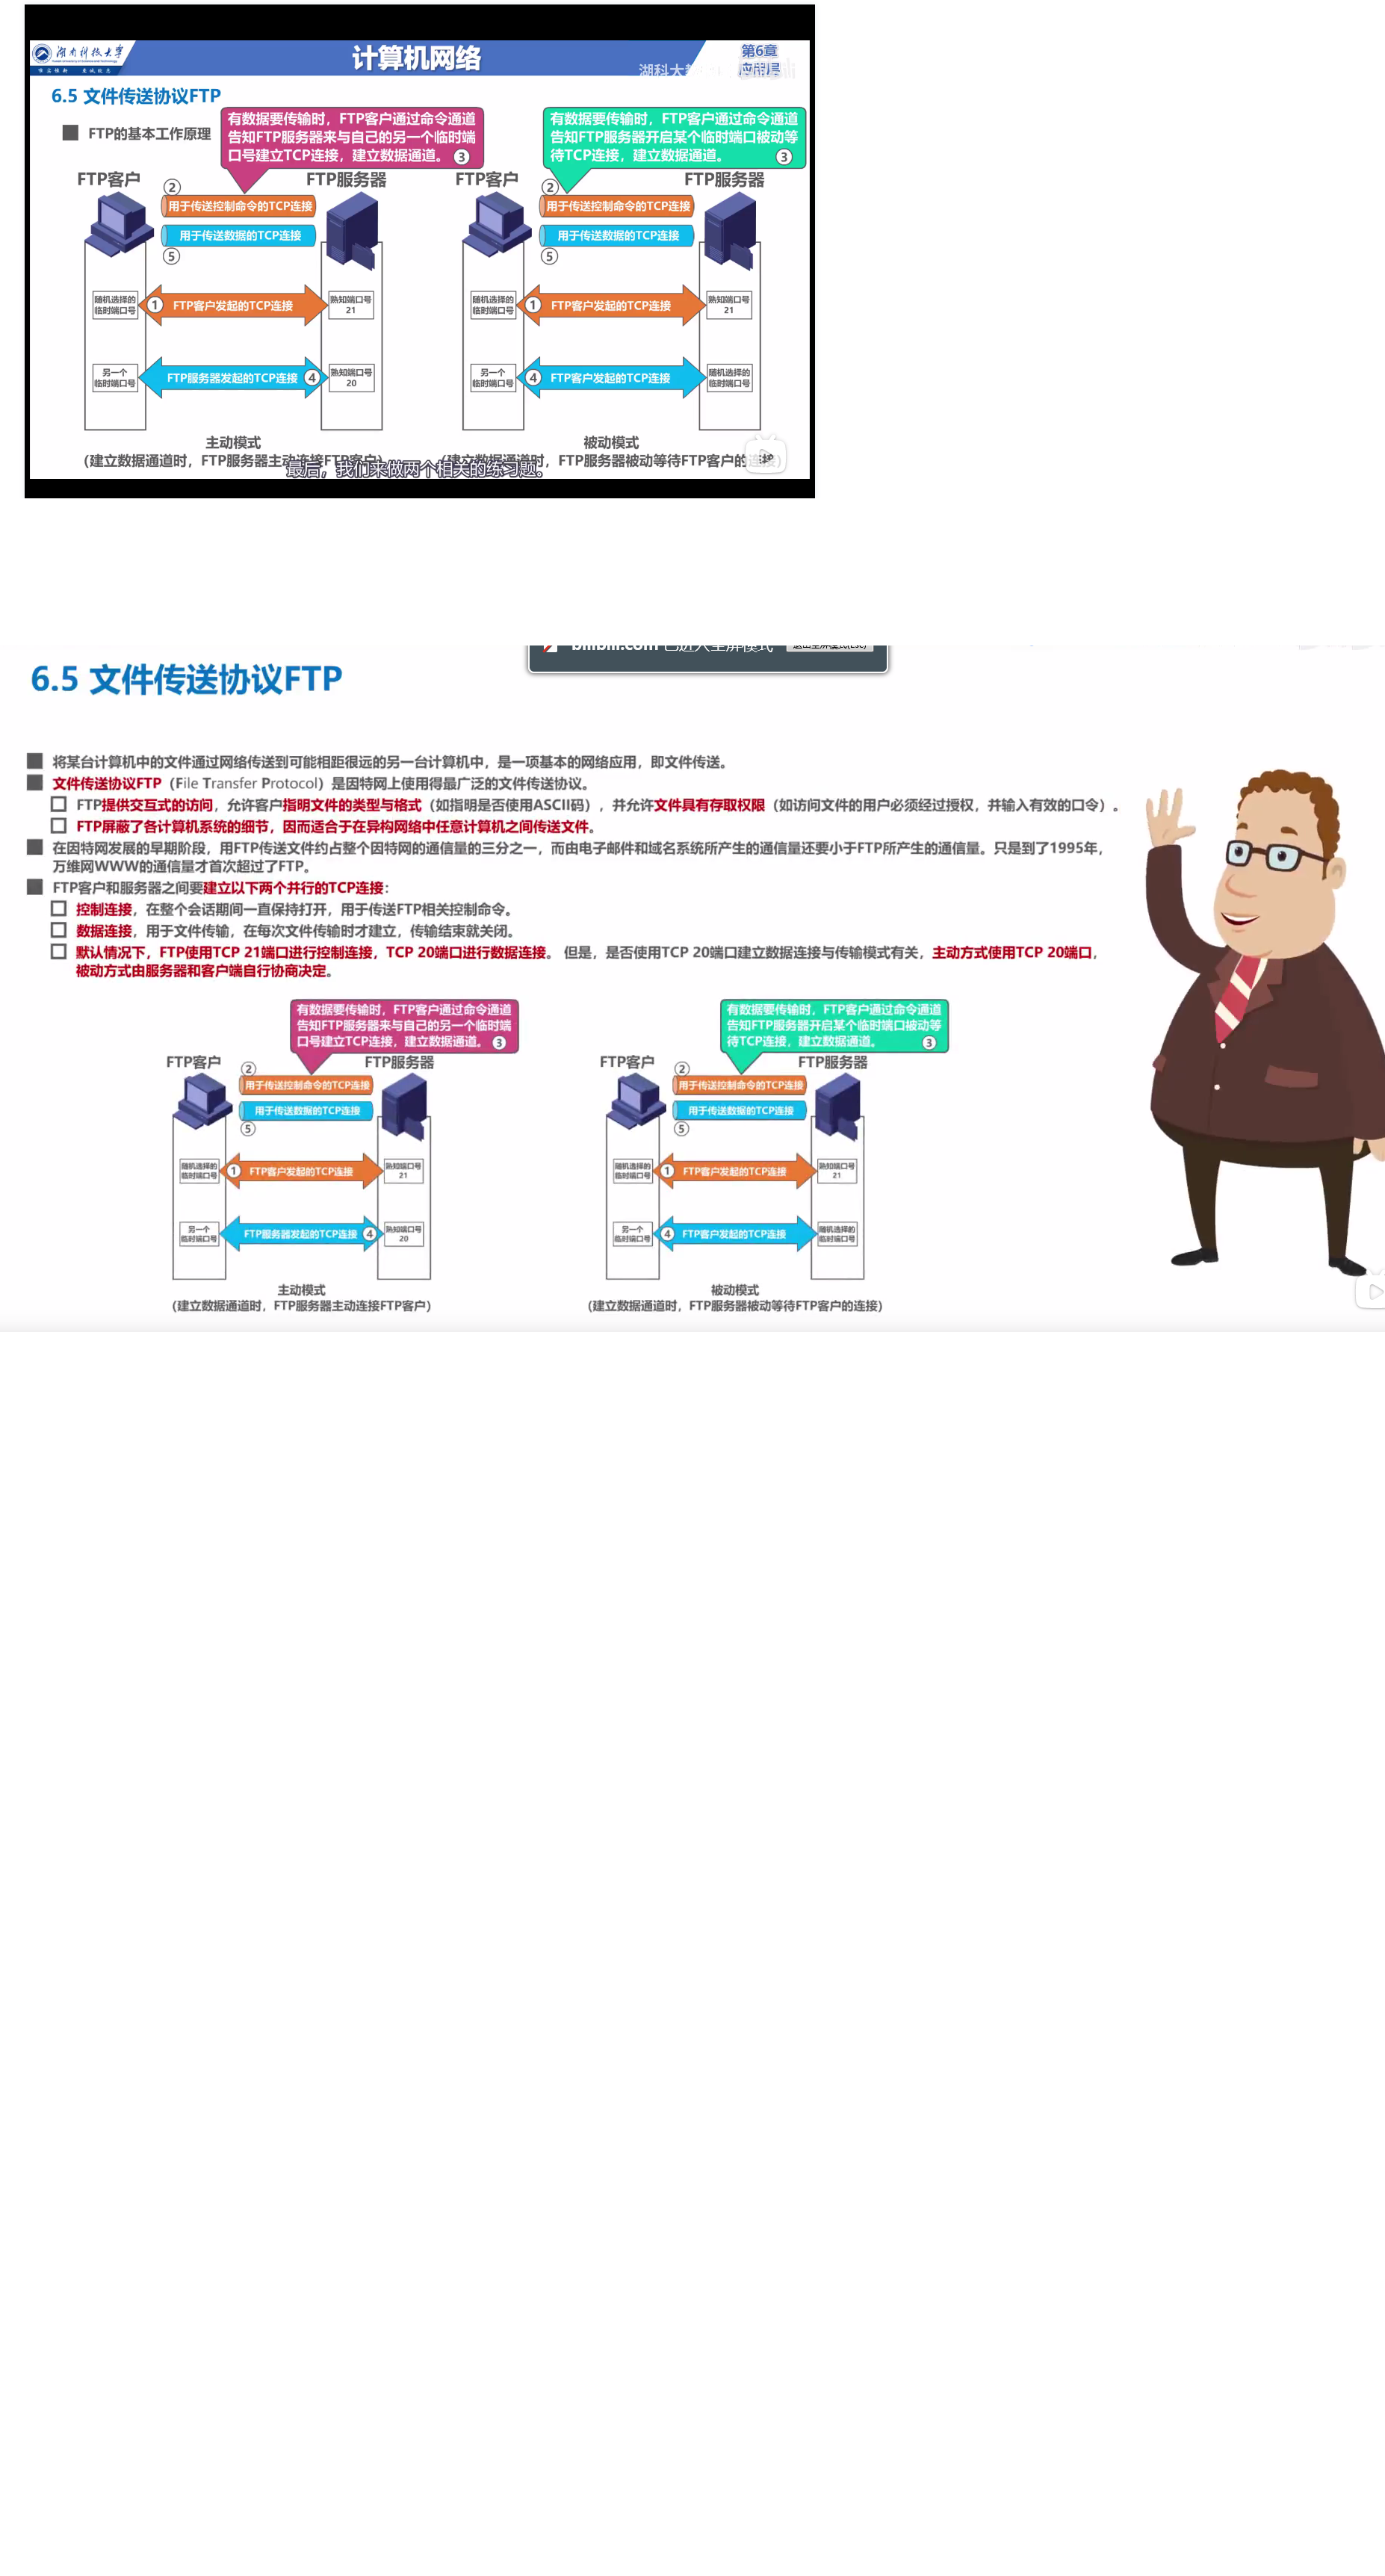 湖南科技大学
计算机网络
第6章
应用层
湖科大教
6.5 文件传送协议FTP
FTP的基本工作原理
有数据要传输时，FTP客户通过命令通道
告知FTP服务器来与自己的另一个临时端
口号建立TCP连接，建立数据通道。 ③
有数据要传输时，FTP客户通过命令通道
告知FTP服务器开启某个临时端口被动等
待TCP连接，建立数据通道。 ③
FTP客户
②
FTP服务器
用于传送控制命令的TCP连接
用于传送数据的TCP连接
⑤
随机选择的
临时端口号
① FTP客户发起的TCP连接
熟知端口号
21
另一个
临时端口号
FTP服务器发起的TCP连接 ④
熟知端口号
20
主动模式
（建立数据通道时，FTP服务器主动连接FTP客户）
FTP客户
②
FTP服务器
用于传送控制命令的TCP连接
用于传送数据的TCP连接
⑤
随机选择的
临时端口号
① FTP客户发起的TCP连接
熟知端口号
21
另一个
临时端口号
④ FTP客户发起的TCP连接
随机选择的
临时端口号
被动模式
（建立数据通道时，FTP服务器被动等待FTP客户的连接）
最后，我们来做两个相关的练习题。
bilibili.com 已进入全屏模式 退出全屏模式(Esc)
6.5 文件传送协议FTP
将某台计算机中的文件通过网络传送到可能相距很远的另一台计算机中，是一项基本的网络应用，即文件传送。
文件传送协议FTP（File Transfer Protocol）是因特网上使用得最广泛的文件传送协议。
FTP提供交互式的访问，允许客户指明文件的类型与格式（如指明是否使用ASCII码），并允许文件具有存取权限（如访问文件的用户必须经过授权，并输入有效的口令）。
FTP屏蔽了各计算机系统的细节，因而适合于在异构网络中任意计算机之间传送文件。
在因特网发展的早期阶段，用FTP传送文件约占整个因特网的通信量的三分之一，而由电子邮件和域名系统所产生的通信量还要小于FTP所产生的通信量。只是到了1995年，
万维网WWW的通信量才首次超过了FTP。
FTP客户和服务器之间要建立以下两个并行的TCP连接：
控制连接，在整个会话期间一直保持打开，用于传送FTP相关控制命令。
数据连接，用于文件传输，在每次文件传输时才建立，传输结束就关闭。
默认情况下，FTP使用TCP 21端口进行控制连接，TCP 20端口进行数据连接。 但是，是否使用TCP 20端口建立数据连接与传输模式有关，主动方式使用TCP 20端口，
被动方式由服务器和客户端自行协商决定。
有数据要传输时，FTP客户通过命令通道
告知FTP服务器来与自己的另一个临时端
口号建立TCP连接，建立数据通道。 ③
有数据要传输时，FTP客户通过命令通道
告知FTP服务器开启某个临时端口被动等
待TCP连接，建立数据通道。 ③
FTP客户
②
FTP服务器
用于传送控制命令的TCP连接
用于传送数据的TCP连接
⑤
随机选择的
临时端口号
① FTP客户发起的TCP连接
熟知端口号
21
另一个
临时端口号
FTP服务器发起的TCP连接 ④
熟知端口号
20
主动模式
（建立数据通道时，FTP服务器主动连接FTP客户）
FTP客户
②
FTP服务器
用于传送控制命令的TCP连接
用于传送数据的TCP连接
⑤
随机选择的
临时端口号
① FTP客户发起的TCP连接
熟知端口号
21
另一个
临时端口号
④ FTP客户发起的TCP连接
随机选择的
临时端口号
被动模式
（建立数据通道时，FTP服务器被动等待FTP客户的连接）